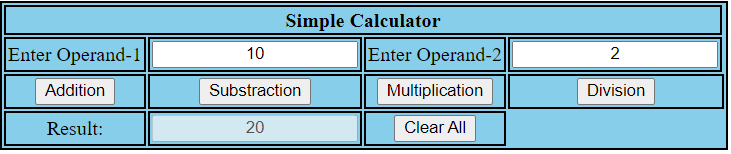 Simple Calculator
Enter Operand-1 10 Enter Operand-2 2
Addition Substraction Multiplication Division
Result: 20 Clear All